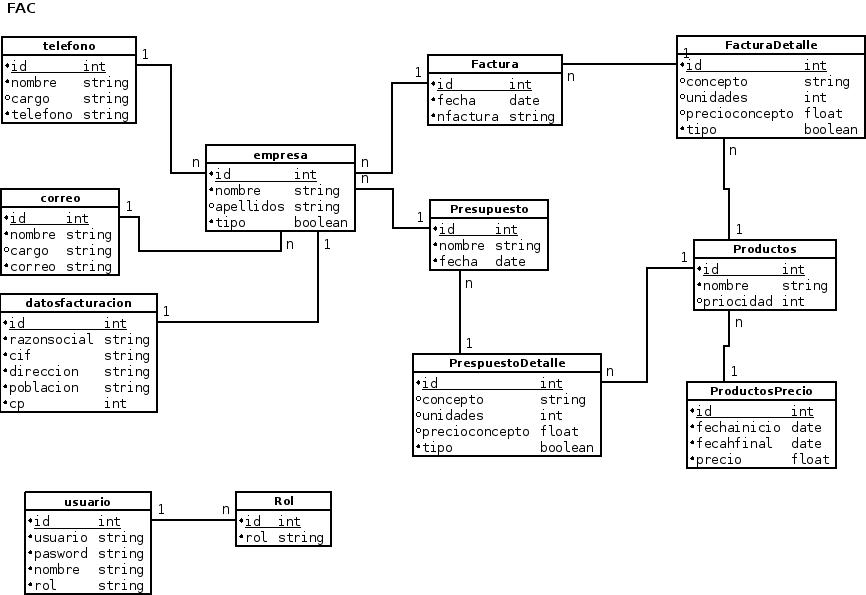 FAC
telefono
id int
nombre string
cargo string
telefono string
1
n
correo
id int
nombre string
cargo string
correo string
1
n
datosfacturacion
id int
razonsocial string
cif string
direccion string
poblacion string
cp int
1
1
empresa
id int
nombre string
apellidos string
tipo boolean
n
1
n
1
Factura
id int
fecha date
nfactura string
n
1
FacturaDetalle
id int
concepto string
unidades int
precioconcepto float
tipo boolean
n
1
Presupuesto
id int
nombre string
fecha date
n
1
PrespuestoDetalle
id int
concepto string
unidades int
precioconcepto float
tipo boolean
n
1
Productos
id int
nombre string
priocidad int
n
1
ProductosPrecio
id int
fechainicio date
fecahfinal date
precio float
usuario
id int
usuario string
pasword string
nombre string
rol string
1
n
Rol
id int
rol string